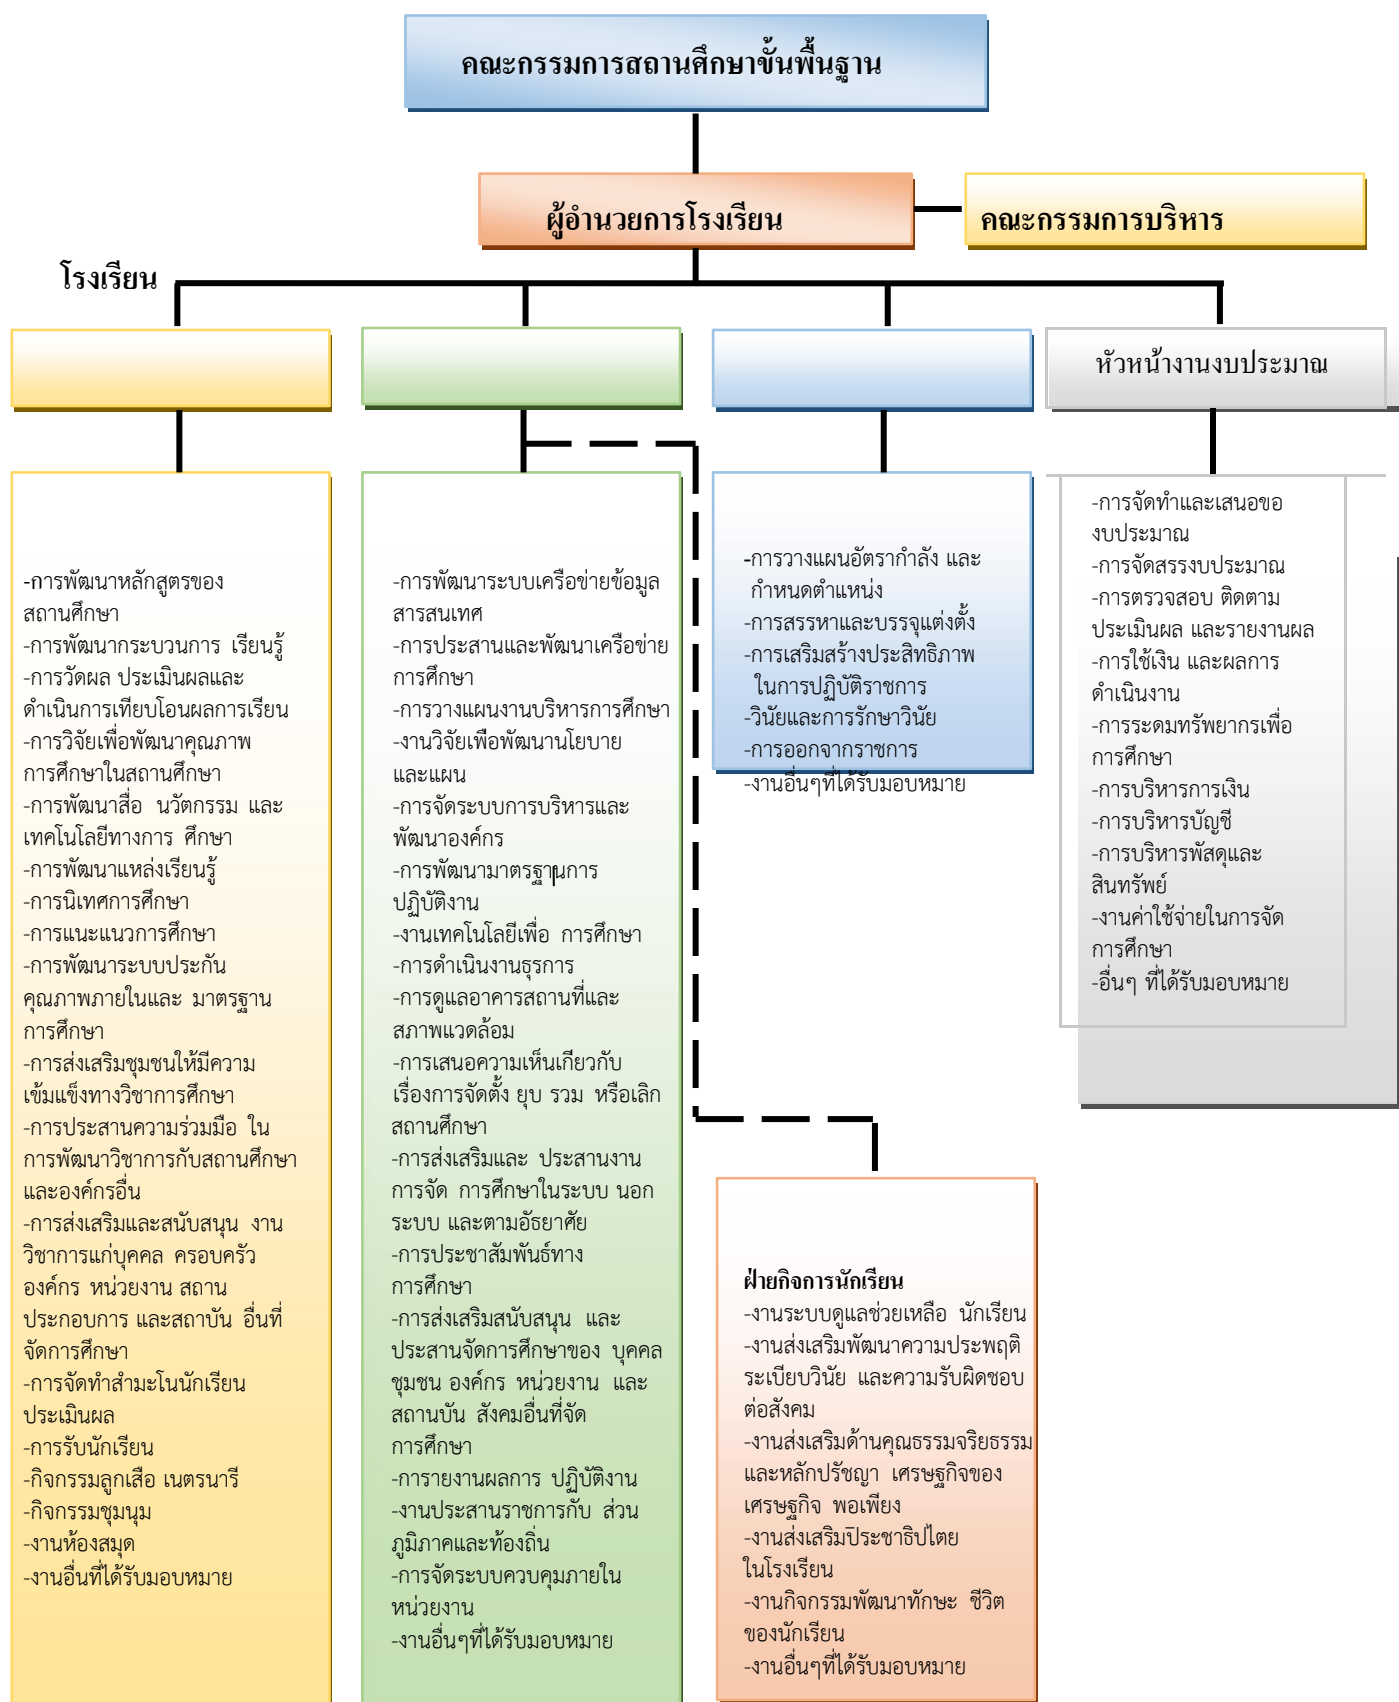 คณะกรรมการสถานศึกษาขั้นพื้นฐาน
ผู้อำนวยการโรงเรียน
คณะกรรมการบริหาร
โรงเรียน
หัวหน้างานงบประมาณ
-การพัฒนาหลักสูตรของ
สถานศึกษา
-การพัฒนากระบวนการ เรียนรู้
-การวัดผล ประเมินผลและ
ดำเนินการเทียบโอนผลการเรียน
-การวิจัยเพื่อพัฒนาคุณภาพ
การศึกษาในสถานศึกษา
-การพัฒนาสื่อ นวัตกรรม และ
เทคโนโลยีทางการ ศึกษา
-การพัฒนาแหล่งเรียนรู้
-การนิเทศการศึกษา
-การแนะแนวการศึกษา
-การพัฒนาระบบประกัน
คุณภาพภายในและ มาตรฐาน
การศึกษา
-การส่งเสริมชุมชนให้มีความ
เข้มแข็งทางวิชาการศึกษา
-การประสานความร่วมมือ ใน
การพัฒนาวิชาการกับสถานศึกษา
และองค์กรอื่น
-การส่งเสริมและสนับสนุน งาน
วิชาการแก่บุคคล ครอบครัว
องค์กร หน่วยงาน สถาน
ประกอบการ และสถาบัน อื่นที่
จัดการศึกษา
-การจัดทำสำมะโนนักเรียน
ประเมินผล
-การรับนักเรียน
-กิจกรรมลูกเสือ เนตรนารี
-กิจกรรมชุมนุม
-งานห้องสมุด
-งานอื่นที่ได้รับมอบหมาย
-การพัฒนาระบบเครือข่ายข้อมูล
สารสนเทศ
-การประสานและพัฒนาเครือข่าย
การศึกษา
-การวางแผนงานบริหารการศึกษา
-งานวิจัยเพื่อพัฒนานโยบาย
และแผน
-การจัดระบบการบริหารและ
พัฒนาองค์กร
-การพัฒนามาตรฐานการ
ปฏิบัติงาน
-งานเทคโนโลยีเพื่อ การศึกษา
-การดำเนินงานธุรการ
-การดูแลอาคารสถานที่และ
สภาพแวดล้อม
-การเสนอความเห็นเกี่ยวกับ
เรื่องการจัดตั้ง ยุบ รวม หรือเลิก
สถานศึกษา
-การส่งเสริมและ ประสานงาน
การจัด การศึกษาในระบบ นอก
ระบบ และตามอัธยาศัย
-การประชาสัมพันธ์ทาง
การศึกษา
-การส่งเสริมสนับสนุน และ
ประสานจัดการศึกษาของ บุคคล
ชุมชน องค์กร หน่วยงาน และ
สถานบัน สังคมอื่นที่จัด
การศึกษา
-การายงานผลการ ปฏิบัติงาน
-งานประสานราชการกับ ส่วน
ภูมิภาคและท้องถิ่น
-การจัดระบบควบคุมภายใน
หน่วยงาน
-งานอื่นๆที่ได้รับมอบหมาย
-การวางแผนอัตรากำลัง และ
กำหนดตำแหน่ง
-การสรรหาและบรรจุแต่งตั้ง
-การเสริมสร้างประสิทธิภาพ
ในการปฏิบัติราชการ
-วินัยและการรักษาวินัย
-การออกจากราชการ
-งานอื่นๆที่ได้รับมอบหมาย
-การจัดทำและเสนอขอ
งบประมาณ
-การจัดสรรงบประมาณ
-การตรวจสอบ ติดตาม
ประเมินผล และรายงานผล
-การใช้เงิน และผลการ
ดำเนินงาน
-การระดมทรัพยากรเพื่อ
การศึกษา
-การบริหารการเงิน
-การบริหารบัญชี
-การบริหารพัสดุและ
สินทรัพย์
-งานค่าใช้จ่ายในการจัด
การศึกษา
-อื่นๆ ที่ได้รับมอบหมาย
ฝ่ายกิจการนักเรียน
-งานระบบดูแลช่วยเหลือ นักเรียน
-งานส่งเสริมพัฒนาความประพฤติ
ระเบียบวินัย และความรับผิดชอบ
ต่อสังคม
-งานส่งเสริมด้านคุณธรรมจริยธรรม
และหลักปรัชญา เศรษฐกิจของ
เศรษฐกิจ พอเพียง
-งานส่งเสริมปิระชาธิปไตย
ในโรงเรียน
-งานกิจกรรมพัฒนาทักษะ ชีวิต
ของนักเรียน
-งานอื่นๆที่ได้รับมอบหมาย